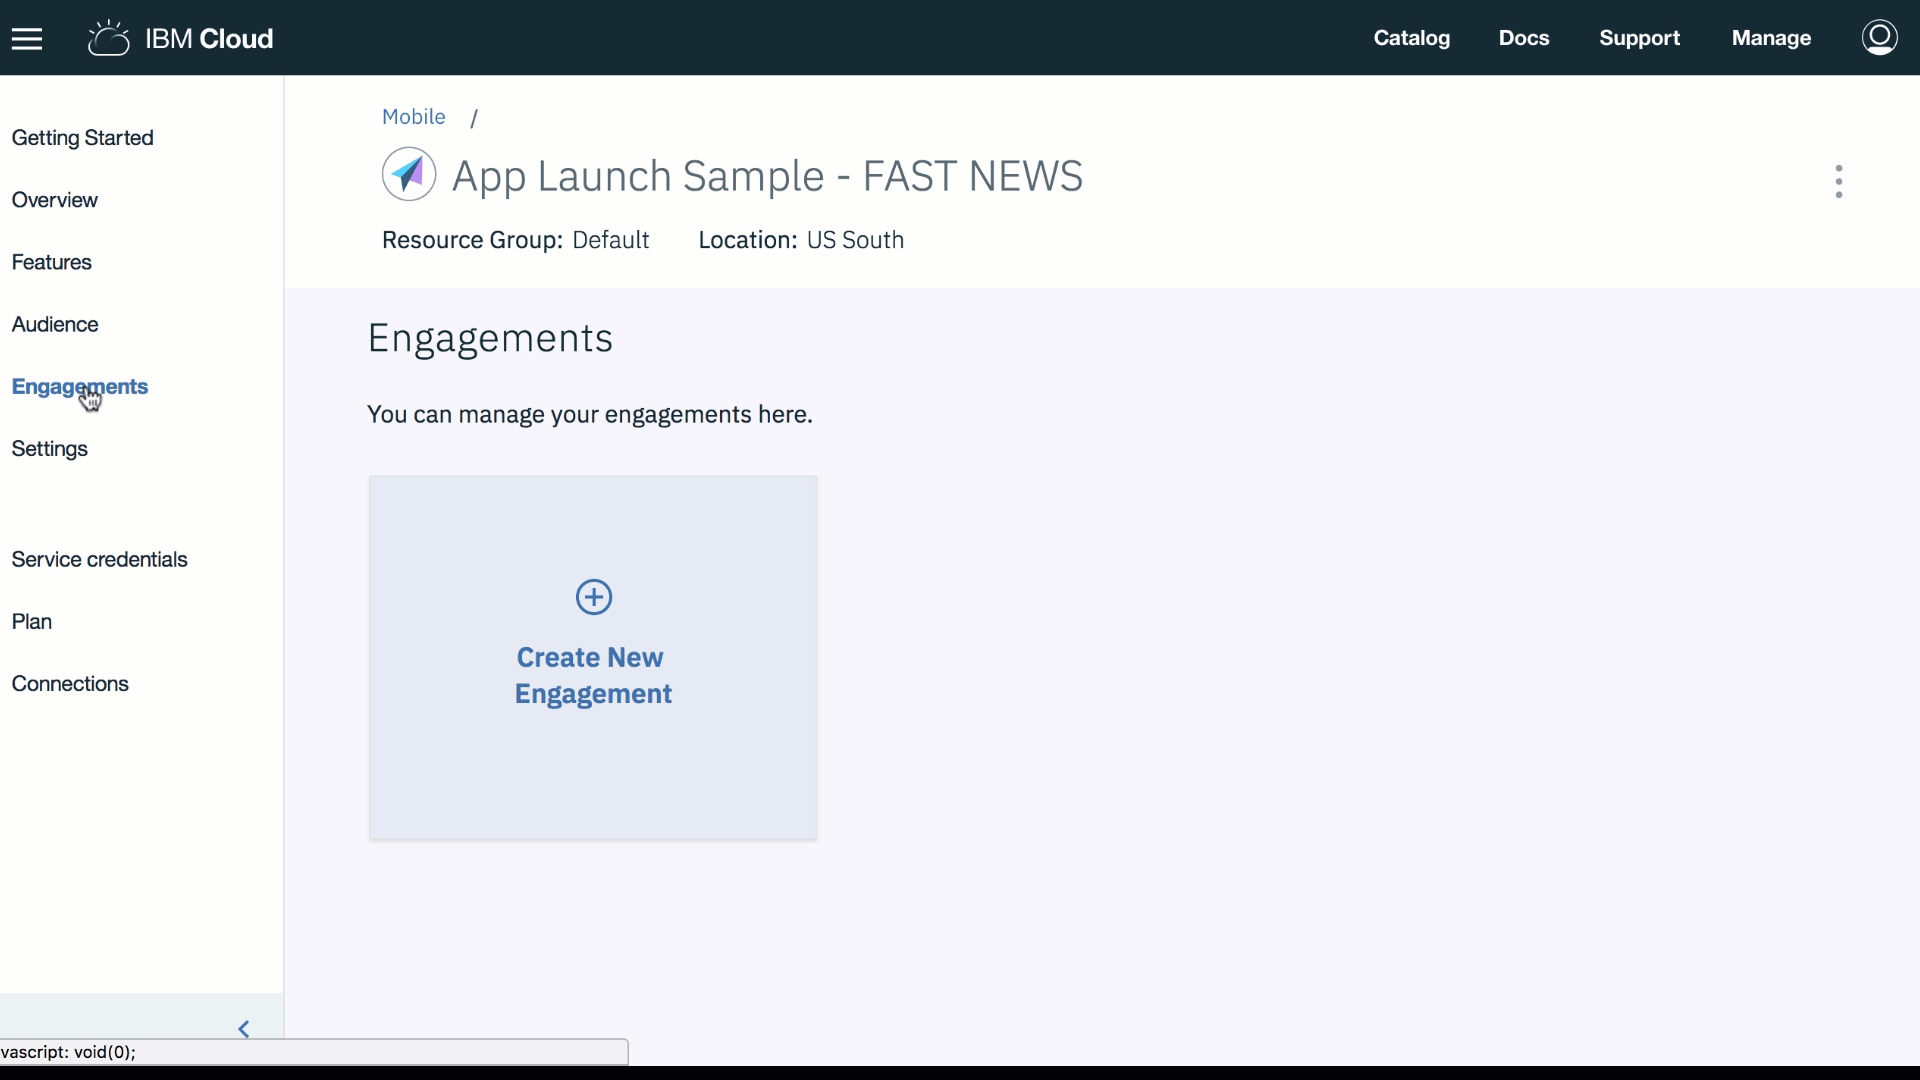 IBM Cloud
Catalog Docs Support Manage
Getting Started
Overview
Features
Audience
Engagements
Settings
Service credentials
Plan
Connections
Mobile /
App Launch Sample - FAST NEWS
Resource Group: Default Location: US South
Engagements
You can manage your engagements here.
Create New
Engagement
vascript: void(0);